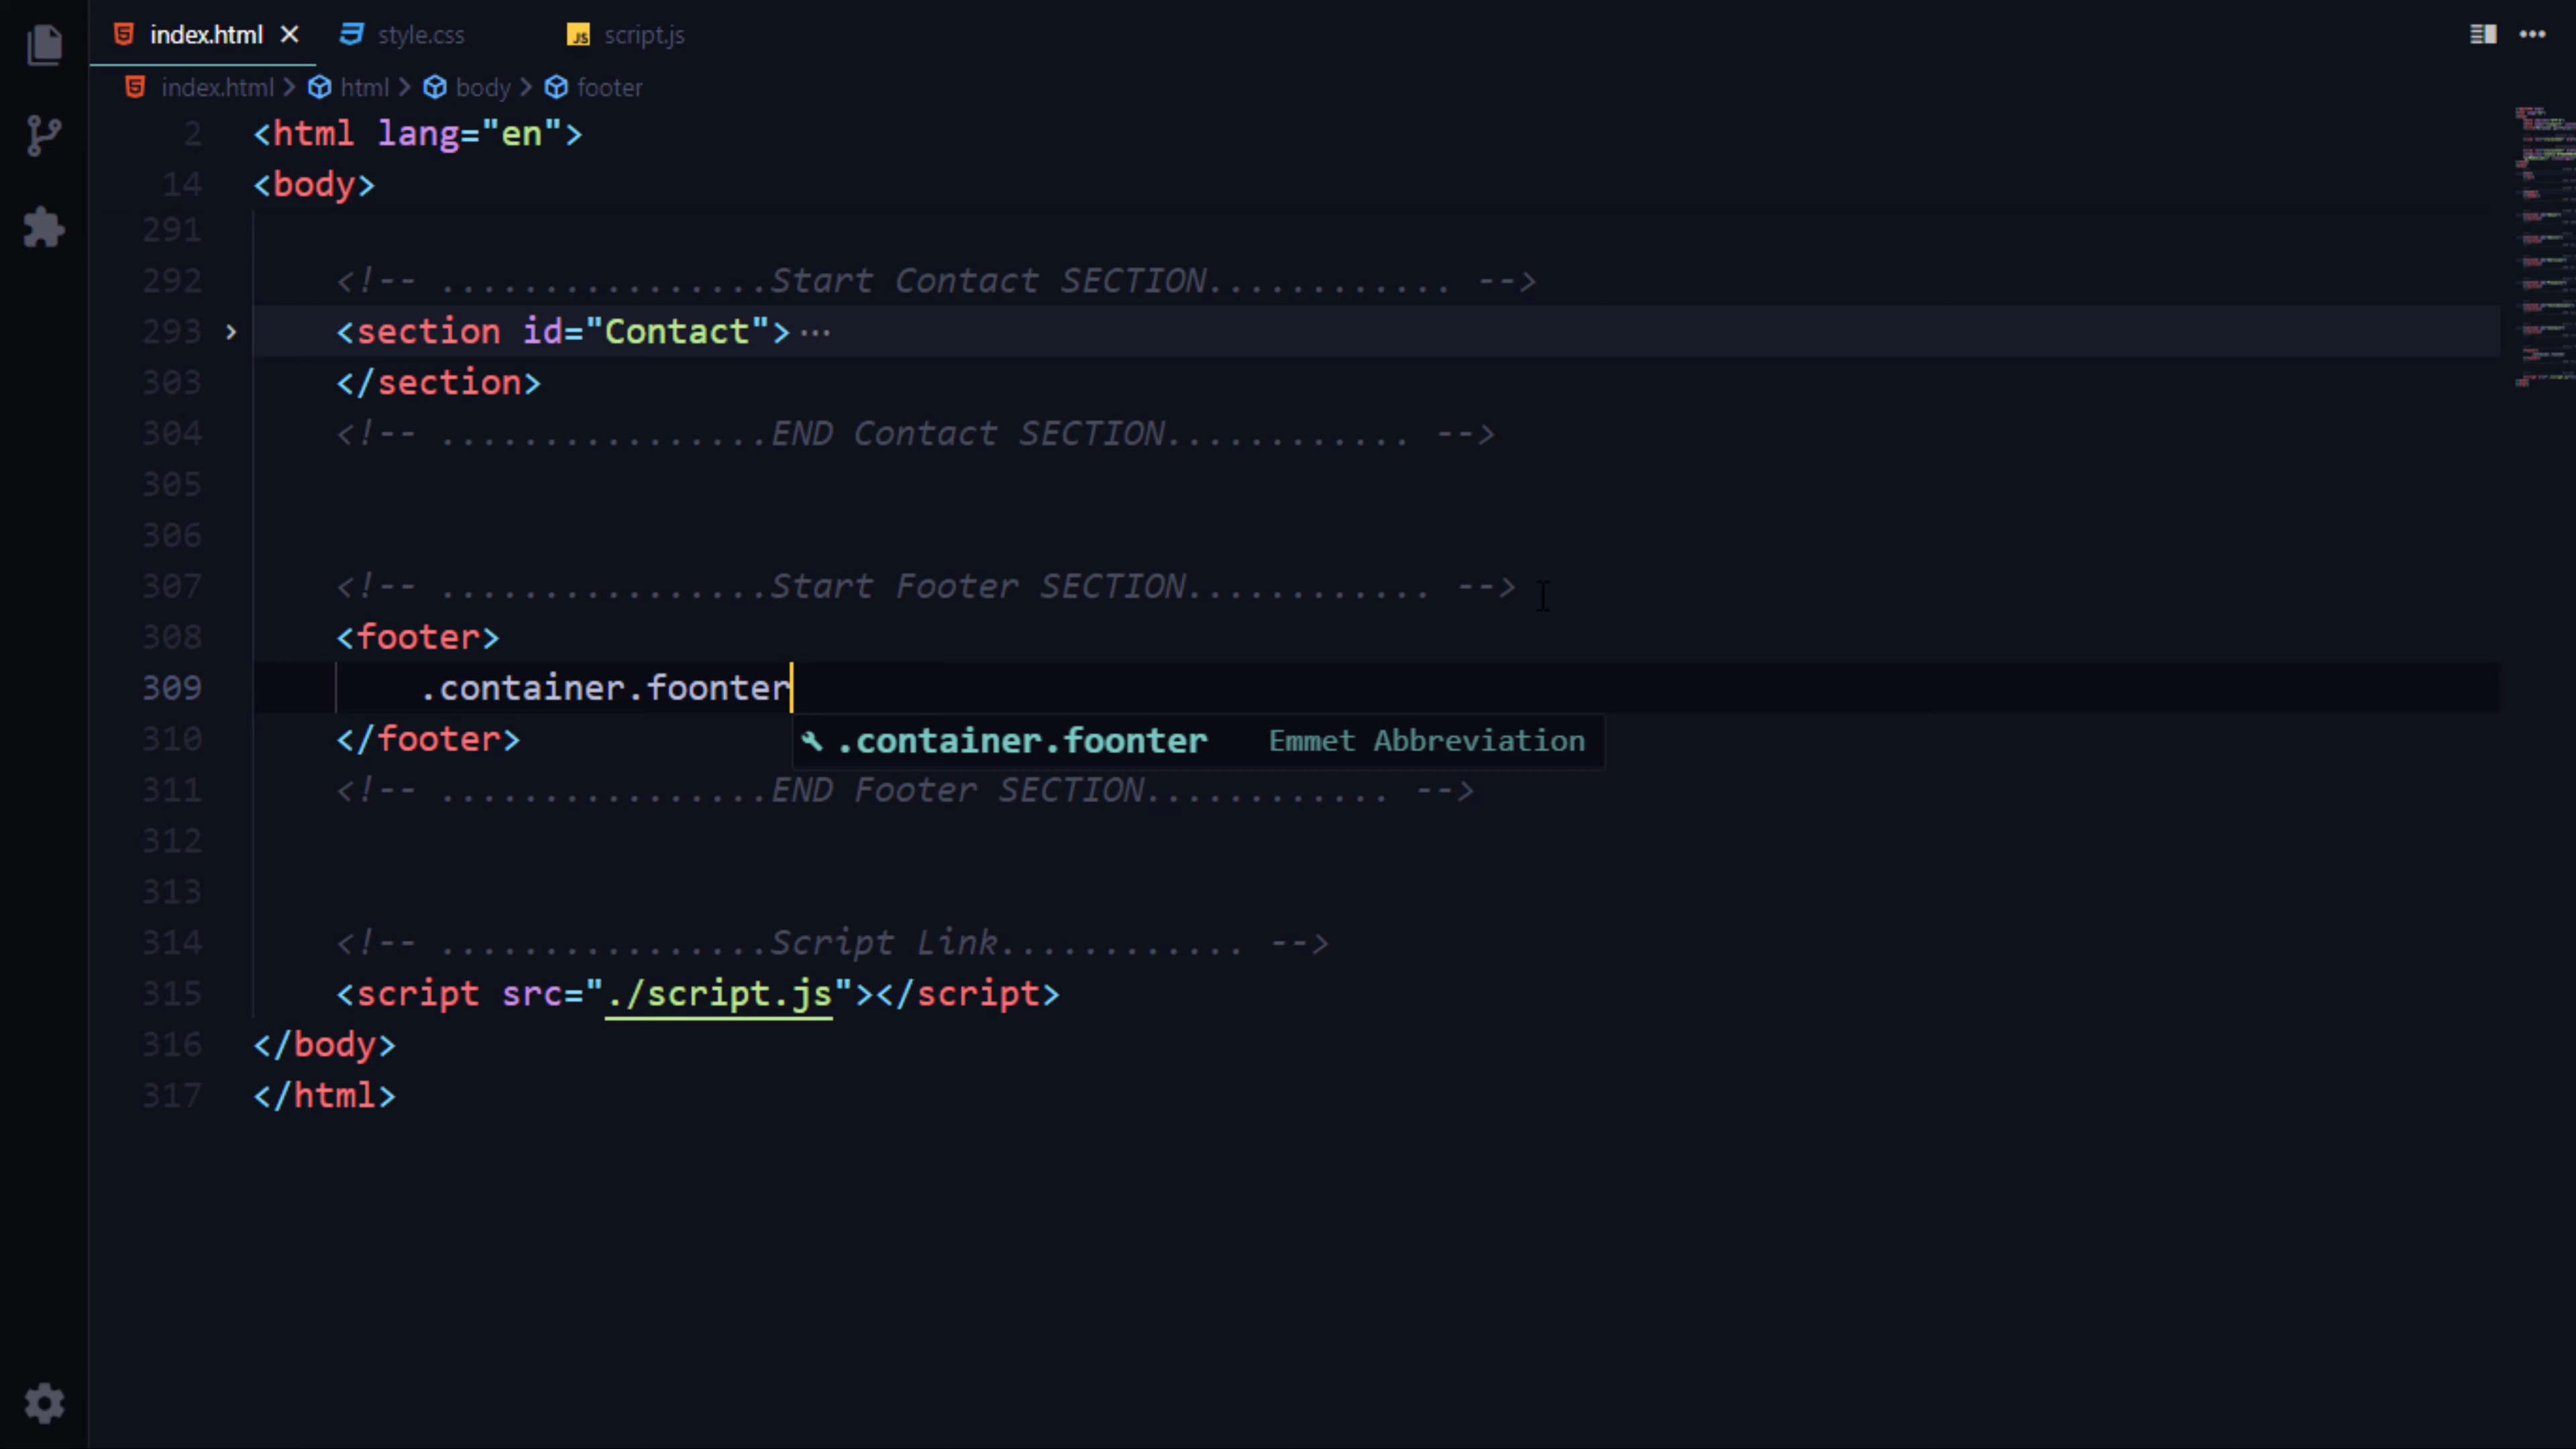 index.html
style.css
JS script.js
index.html > html > body > footer
2 <html lang="en">
14 <body>
291
292 <!-- ................Start Contact SECTION............ -->
293 <section id="Contact"> ...
303 </section>
304 <!-- ................END Contact SECTION............ -->
305
306
307 <!-- ................Start Footer SECTION............ -->
308 <footer>
309 .container.foonter
310 </footer>
.container.foonter Emmet Abbreviation
311 <!-- ................END Footer SECTION............ -->
312
313
314 <!-- ................Script Link............ -->
315 <script src="./script.js"></script>
316 </body>
317 </html>